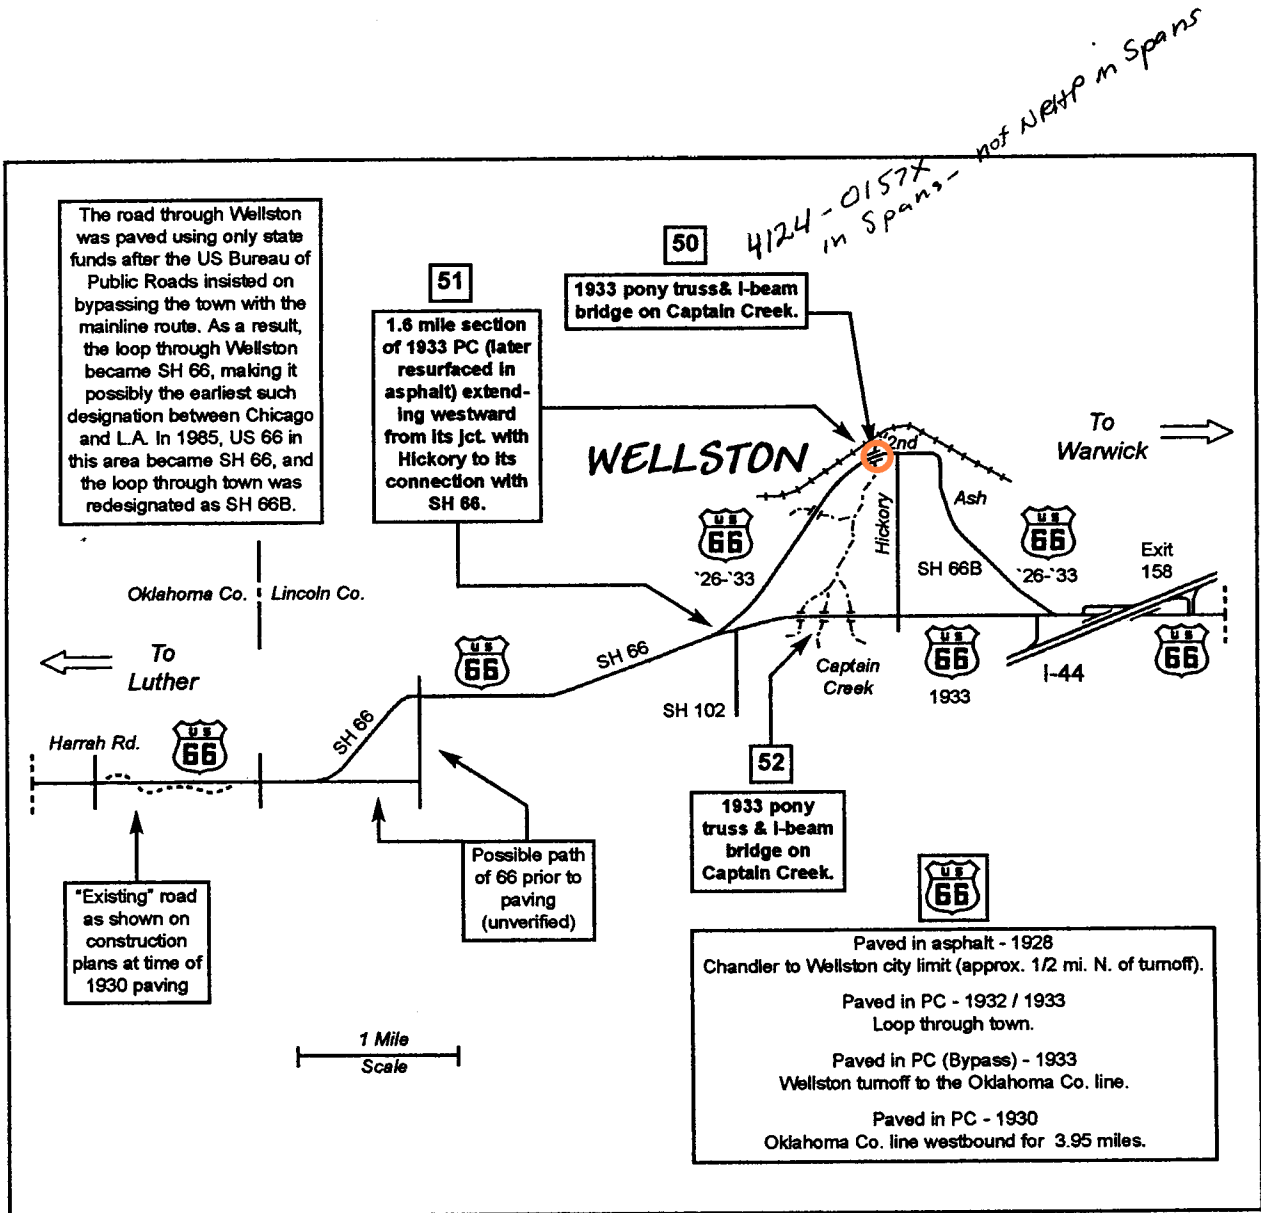 4124-0157X
in Spans - not NRHP in Spans
The road through Wellston
was paved using only state
funds after the US Bureau of
Public Roads insisted on
bypassing the town with the
mainline route. As a result,
the loop through Wellston
became SH 66, making it
possibly the earliest such
designation between Chicago
and L.A. In 1985, US 66 in
this area became SH 66, and
the loop through town was
redesignated as SH 66B.
51
1.6 mile section
of 1933 PC (later
resurfaced in
asphalt) extend-
ing westward
from its jct. with
Hickory to its
connection with
SH 66.
50
1933 pony truss& I-beam
bridge on Captain Creek.
WELLSTON
2nd
To
Warwick
Ash
Hickory
US
66
'26-'33
SH 66B
US
66
'26-'33
Exit
158
Oklahoma Co.
Lincoln Co.
To
Luther
US
66
SH 66
Captain
Creek
US
66
1933
I-44
US
66
SH 102
Harrah Rd.
US
66
SH 66
52
1933 pony
truss & I-beam
bridge on
Captain Creek.
"Existing" road
as shown on
construction
plans at time of
1930 paving
Possible path
of 66 prior to
paving
(unverified)
1 Mile
Scale
US
66
Paved in asphalt - 1928
Chandler to Wellston city limit (approx. 1/2 mi. N. of turnoff).
Paved in PC - 1932 / 1933
Loop through town.
Paved in PC (Bypass) - 1933
Wellston turnoff to the Oklahoma Co. line.
Paved in PC - 1930
Oklahoma Co. line westbound for 3.95 miles.